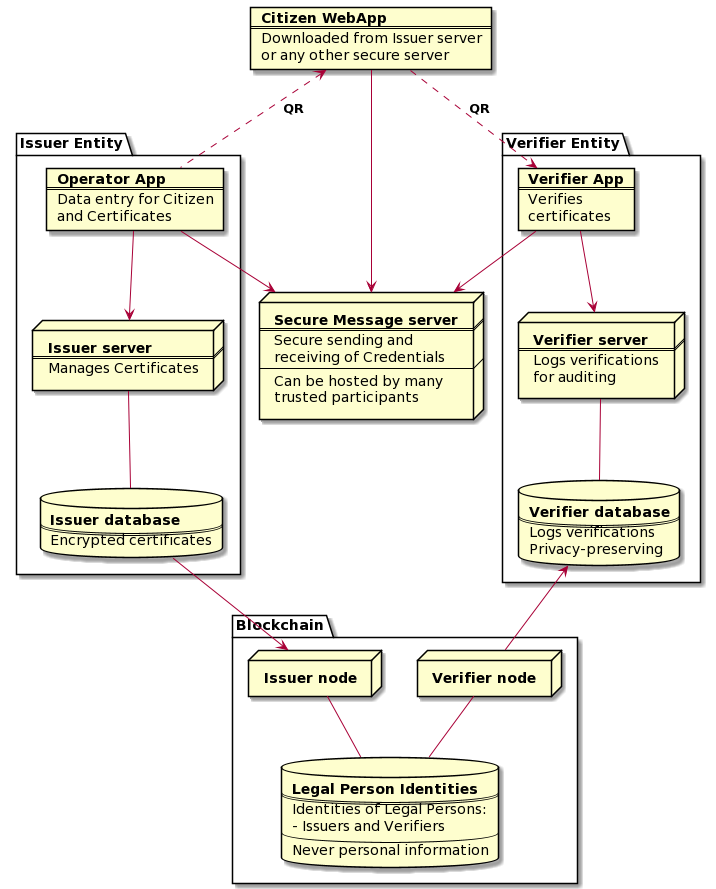 Citizen WebApp
Downloaded from Issuer server
or any other secure server
QR
QR
Issuer Entity
Verifier Entity
Operator App
Data entry for Citizen
and Certificates
Verifier App
Verifies
certificates
Secure Message server
Secure sending and
receiving of Credentials
Can be hosted by many
trusted participants
Issuer server
Manages Certificates
Verifier server
Logs verifications
for auditing
Issuer database
Encrypted certificates
Verifier database
Logs verifications
Privacy-preserving
Blockchain
Issuer node
Verifier node
Legal Person Identities
Identities of Legal Persons:
- Issuers and Verifiers
Never personal information